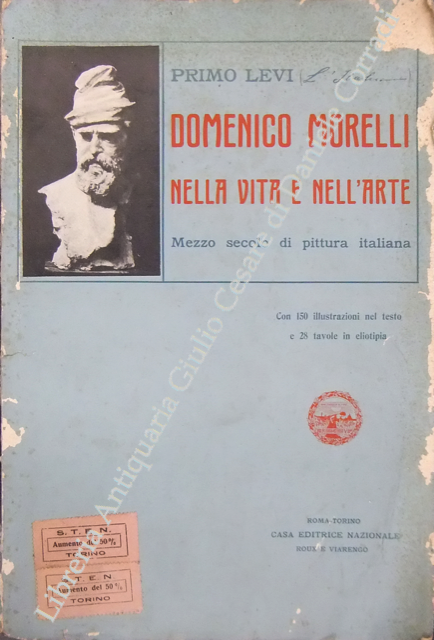 PRIMO LEVI (L'Italico)
DOMENICO MORELLI
NELLA VITA E NELL'ARTE
Mezzo secolo di pittura italiana
Con 150 illustrazioni nel testo
e 28 tavole in eliotipia
ROMA-TORINO
CASA EDITRICE NAZIONALE
ROUX E VIARENGO
S. T. E. N.
Aumento del 50 %
TORINO
S. T. E. N.
Aumento del 50 %
TORINO
Libreria Antiquaria Giulio Cesare di Daniele Corradi